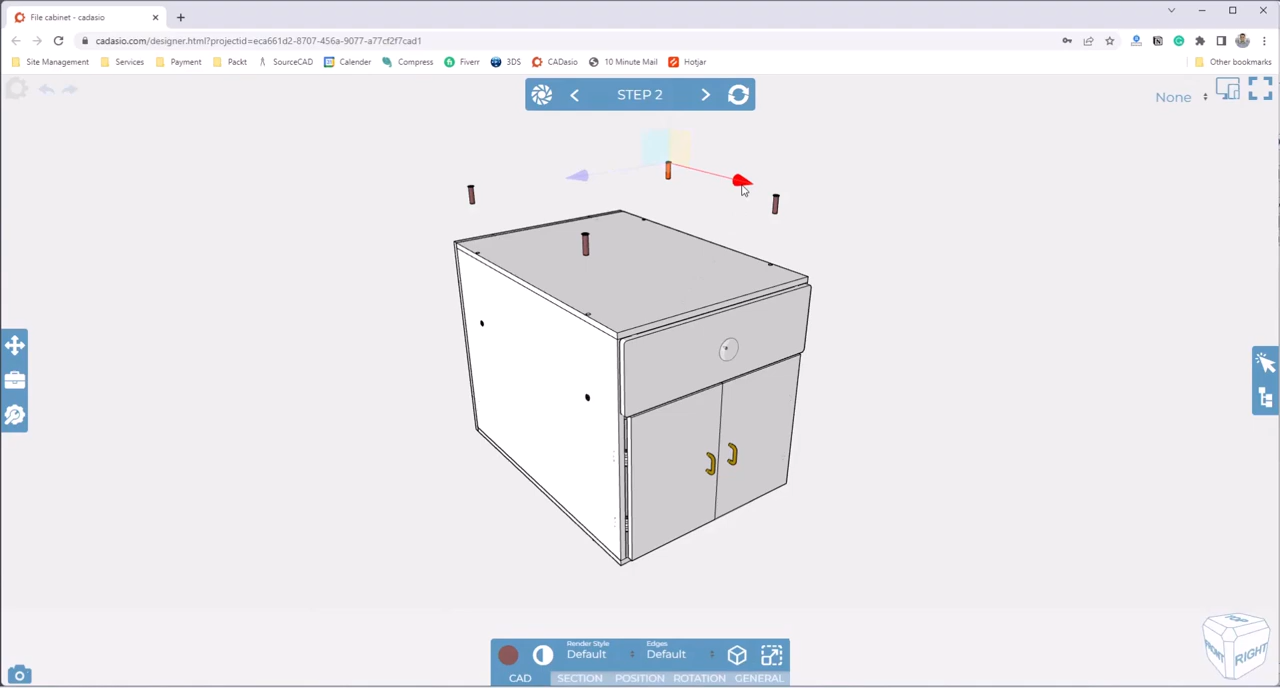 File cabinet - cadasio
cadasio.com/designer.html?projectid=eca661d2-8707-456a-9077-a77cf2f7cad1
Site Management Services Payment Packt SourceCAD Calender Compress Fiverr 3DS CADasio 10 Minute Mail Hotjar Other bookmarks
STEP 2
None
TOP
FRONT
RIGHT
Render Style
Default
Edges
Default
CAD SECTION POSITION ROTATION GENERAL